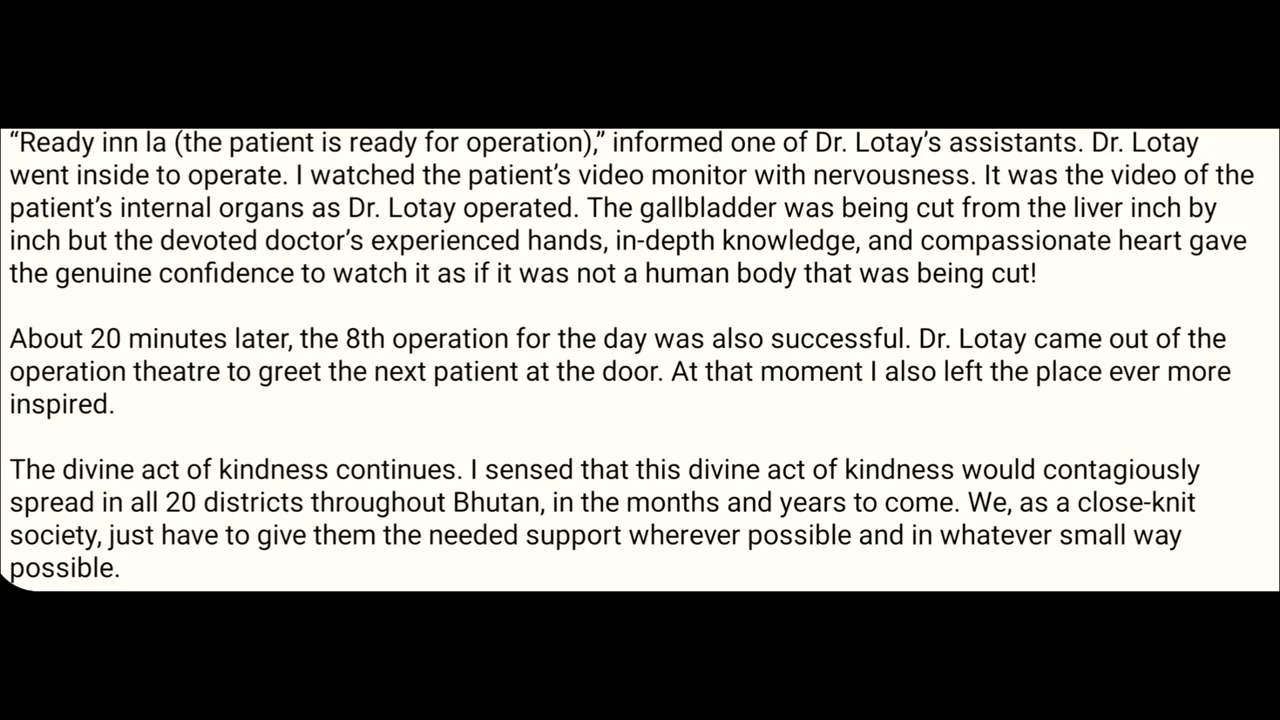 “Ready inn la (the patient is ready for operation),” informed one of Dr. Lotay’s assistants. Dr. Lotay
went inside to operate. I watched the patient’s video monitor with nervousness. It was the video of the
patient’s internal organs as Dr. Lotay operated. The gallbladder was being cut from the liver inch by
inch but the devoted doctor’s experienced hands, in-depth knowledge, and compassionate heart gave
the genuine confidence to watch it as if it was not a human body that was being cut!
About 20 minutes later, the 8th operation for the day was also successful. Dr. Lotay came out of the
operation theatre to greet the next patient at the door. At that moment I also left the place ever more
inspired.
The divine act of kindness continues. I sensed that this divine act of kindness would contagiously
spread in all 20 districts throughout Bhutan, in the months and years to come. We, as a close-knit
society, just have to give them the needed support wherever possible and in whatever small way
possible.